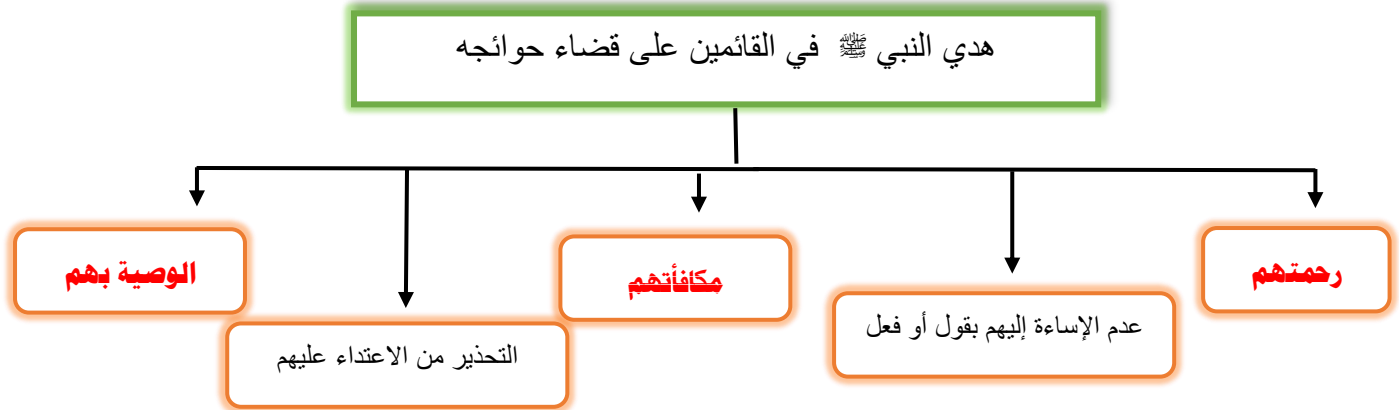 هدي النبي ﷺ في القائمين على قضاء حوائجه
رحمتهم
عدم الإساءة إليهم بقول أو فعل
مكافأتهم
التحذير من الاعتداء عليهم
الوصية بهم